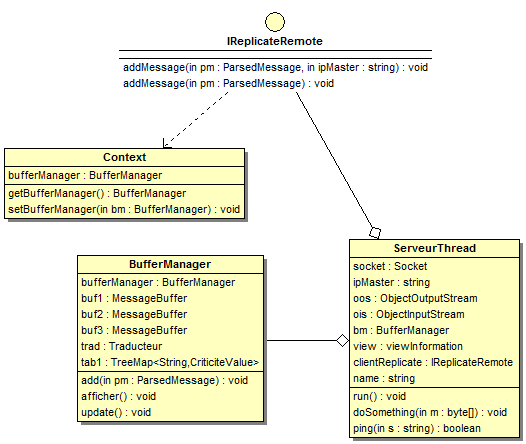 IReplicateRemote
addMessage(in pm : ParsedMessage, in ipMaster : string) : void
addMessage(in pm : ParsedMessage) : void
Context
bufferManager : BufferManager
getBufferManager() : BufferManager
setBufferManager(in bm : BufferManager) : void
BufferManager
bufferManager : BufferManager
buf1 : MessageBuffer
buf2 : MessageBuffer
buf3 : MessageBuffer
trad : Traducteur
tab1 : TreeMap<String,CriticiteValue>
add(in pm : ParsedMessage) : void
afficher() : void
update() : void
ServeurThread
socket : Socket
ipMaster : string
oos : ObjectOutputStream
ois : ObjectInputStream
bm : BufferManager
view : viewInformation
clientReplicate : IReplicateRemote
name : string
run() : void
doSomething(in m : byte[]) : void
ping(in s : string) : boolean